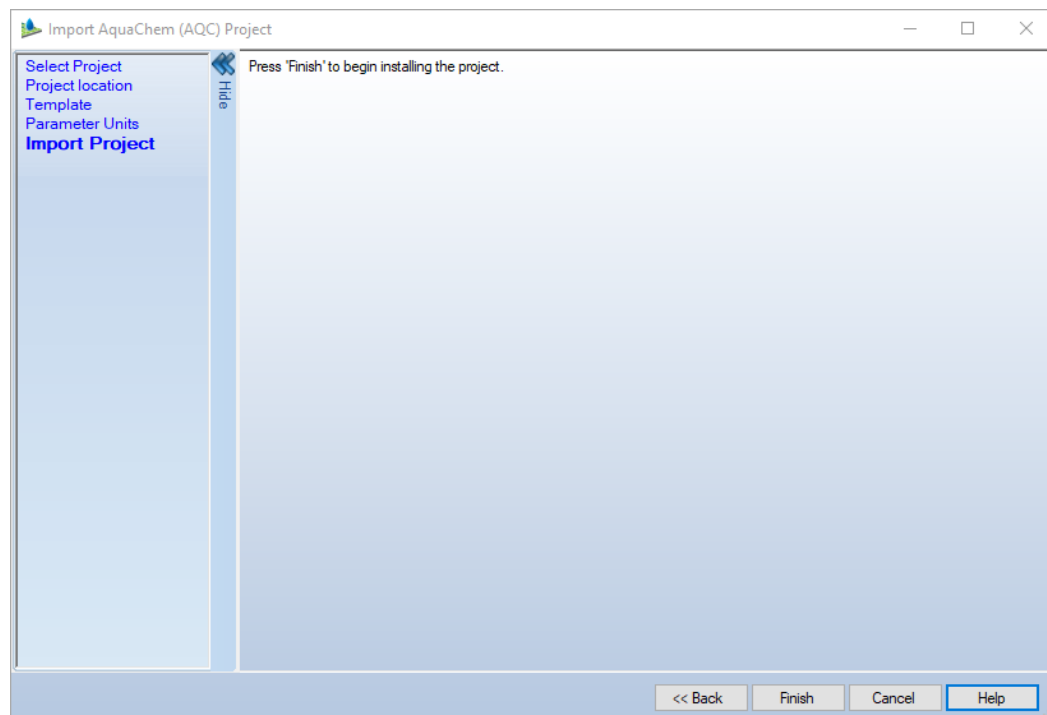 Import AquaChem (AQC) Project
Select Project
Project location
Template
Parameter Units
Import Project
Hide
Press 'Finish' to begin installing the project.
<< Back
Finish
Cancel
Help